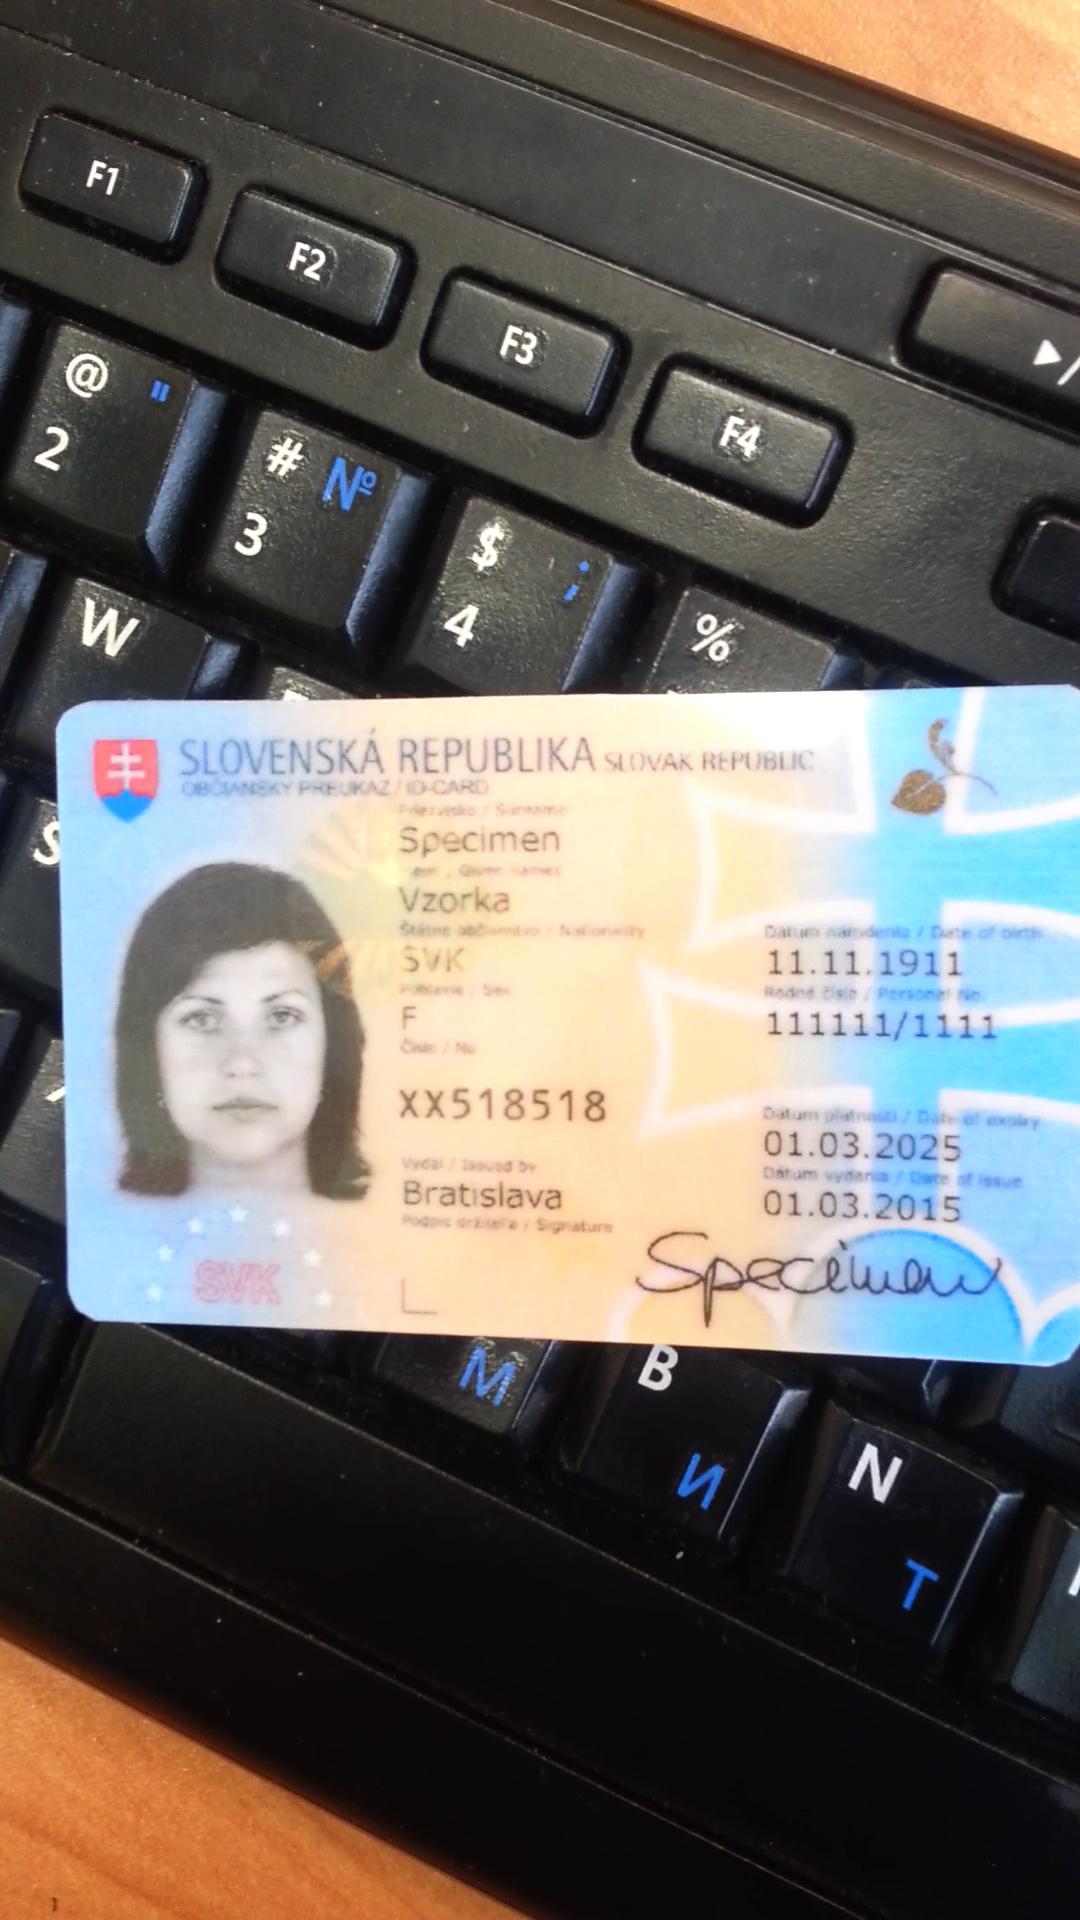 F1
F2
F3
F4
@ "
2
# №
3
$ ;
4
%
W
S
SLOVENSKÁ REPUBLIKA SLOVAK REPUBLIC
OBČIANSKY PREUKAZ / ID-CARD
Priezvisko / Surname
Specimen
Given names
Vzorka
Štátne občianstvo / Nationality
SVK
Pohlavie / Sex
F
Číslo / No.
XX518518
Vydal / Issued by
Bratislava
Podpis držiteľa / Signature
Dátum narodenia / Date of birth
11.11.1911
Rodné číslo / Personal No.
111111/1111
Dátum platnosti / Date of expiry
01.03.2025
Dátum vydania / Date of issue
01.03.2015
Specimen
SVK
М
B
И
N
Т